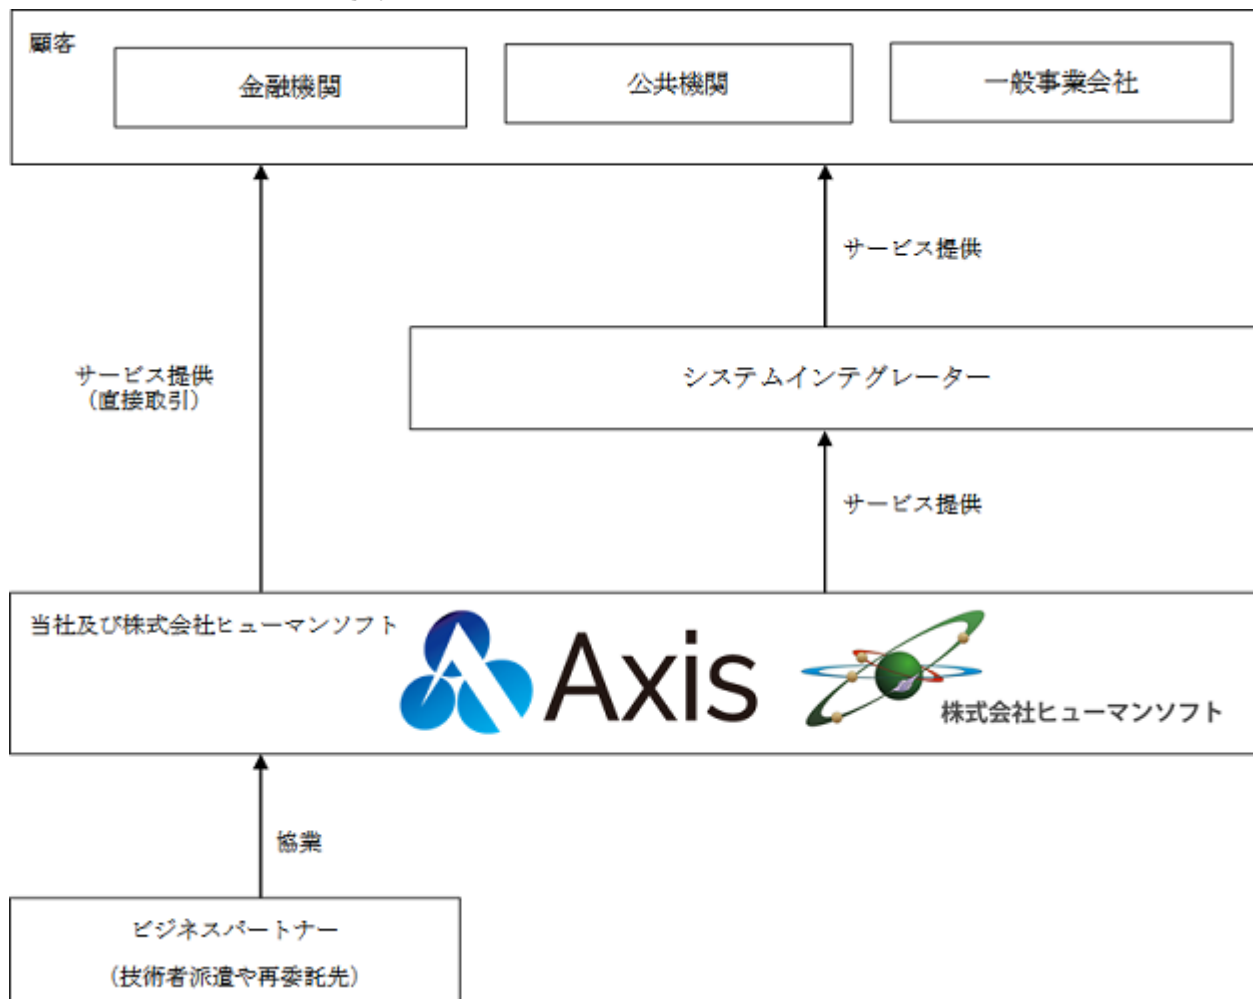 顧客
金融機関
公共機関
一般事業会社
サービス提供
システムインテグレーター
サービス提供
（直接取引）
サービス提供
当社及び株式会社ヒューマンソフト
Axis
株式会社ヒューマンソフト
協業
ビジネスパートナー
（技術者派遣や再委託先）